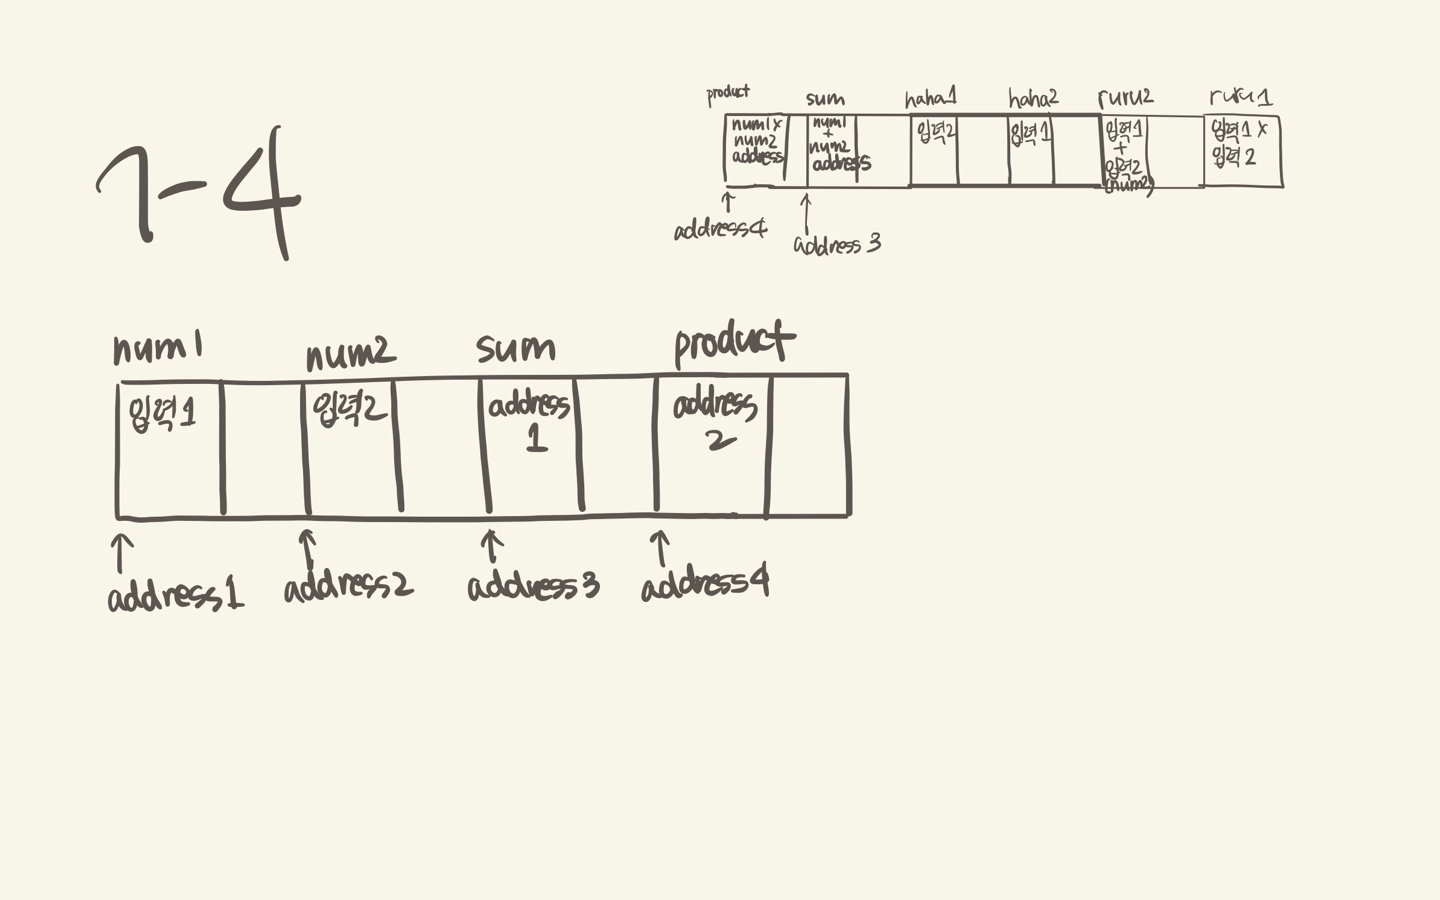 1-4
product sum haha1 haha2 ruru2 ruru1
num1x
num2
address
num1
+
num2
address
입력2
입력1
입력1
+
입력2
(num2)
입력1 x
입력2
address4
address 3
num1 num2 sum product
입력1
입력2
address
1
address
2
address1 address2 address3 address4